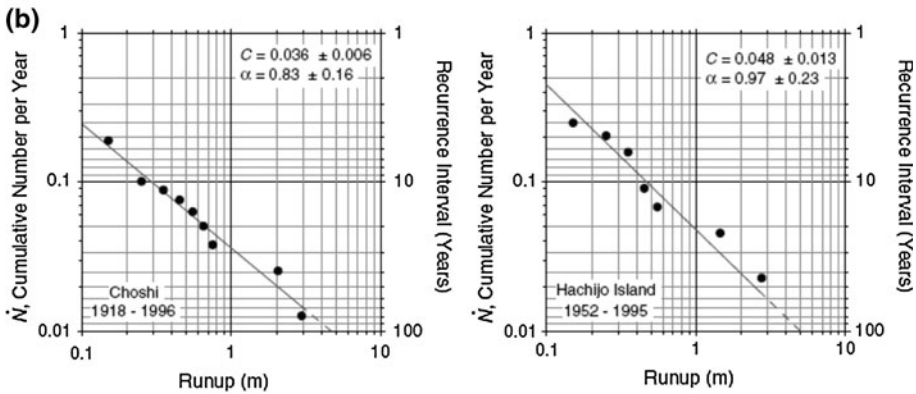 (b)
1
0.1
0.01
Ṅ, Cumulative Number per Year
C = 0.036 ± 0.006
α = 0.83 ± 0.16
Choshi
1918 - 1996
0.1
1
10
Runup (m)
1
10
100
Recurrence Interval (Years)
1
0.1
0.01
Ṅ, Cumulative Number per Year
C = 0.048 ± 0.013
α = 0.97 ± 0.23
Hachijo Island
1952 - 1995
0.1
1
10
Runup (m)
1
10
100
Recurrence Interval (Years)